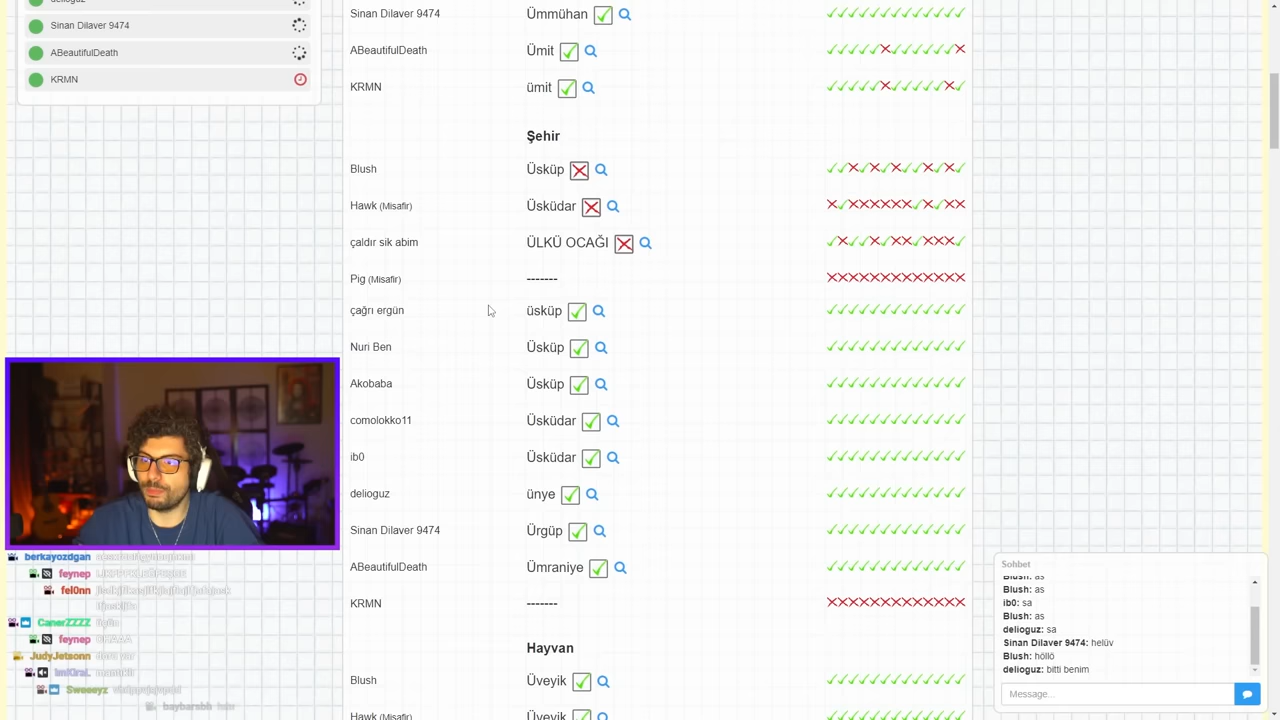 delioguz
Sinan Dilaver 9474
ABeautifulDeath
KRMN
Sinan Dilaver 9474 Ümmühan
ABeautifulDeath Ümit
KRMN ümit
Şehir
Blush Üsküp
Hawk (Misafir) Üsküdar
çaldır sik abim ÜLKÜ OCAĞI
Pig (Misafir) -------
çağrı ergün üsküp
Nuri Ben Üsküp
Akobaba Üsküp
comolokko11 Üsküdar
ib0 Üsküdar
delioguz ünye
Sinan Dilaver 9474 Ürgüp
ABeautifulDeath Ümraniye
KRMN -------
Hayvan
Blush Üveyik
Hawk (Misafir) Üveyik
berkayozdgan
feynep
fel0nn
CanerZZZZ
feynep
JudyJetsonn
Sweeeyz
baybarsbh
Sohbet
Blush: as
Blush: as
ib0: sa
Blush: as
delioguz: sa
Sinan Dilaver 9474: helüv
Blush: höllö
delioguz: bitti benim
Message...